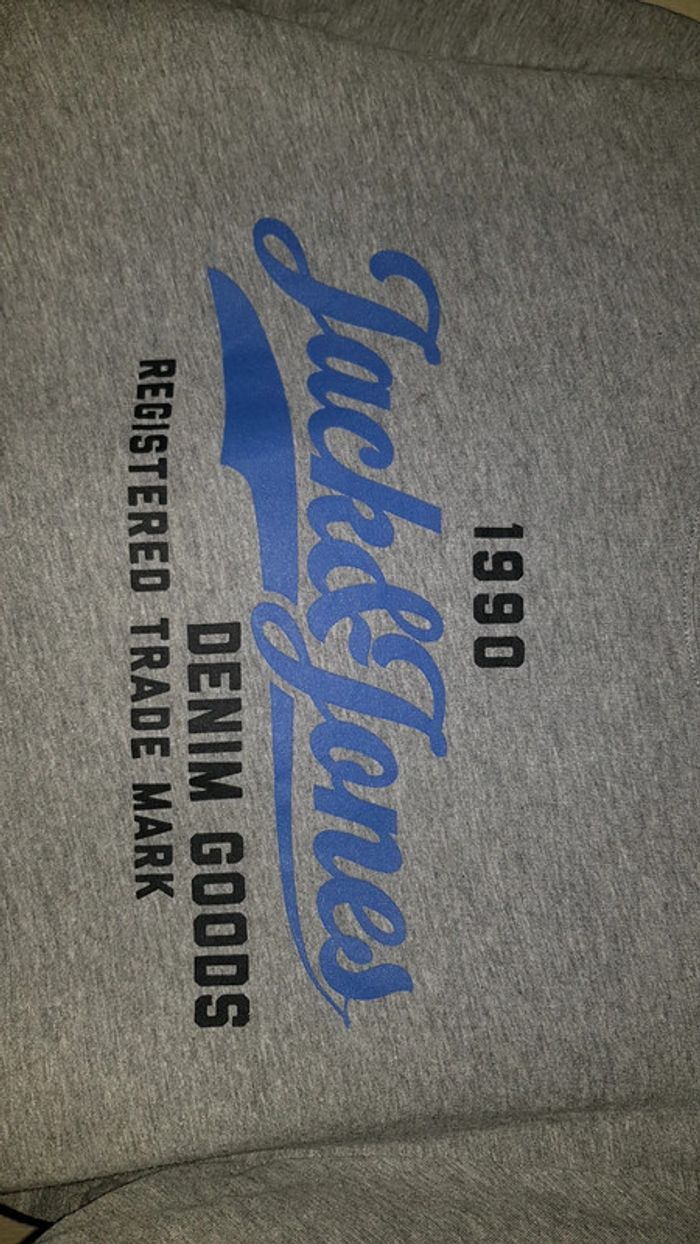 1990
Jack&Jones
DENIM GOODS
REGISTERED TRADE MARK